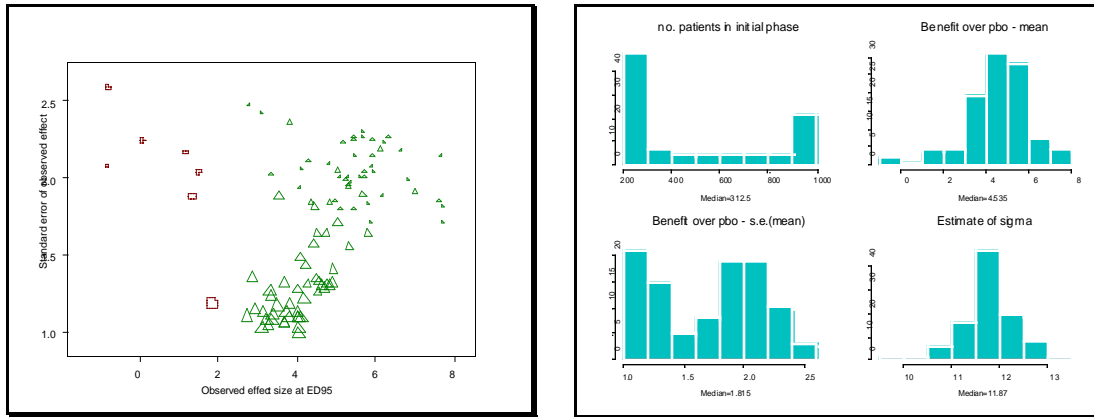 2.5
2.0
1.5
1.0
Standard error of observed effect
0 2 4 6 8
Observed effect size at ED95
no. patients in initial phase
0 10 20 30 40
200 400 600 800 1000
Median=312.5
Benefit over pbo - mean
0 5 10 15 20 25 30
0 2 4 6 8
Median=4.535
Benefit over pbo - s.e.(mean)
0 5 10 15 20
1.0 1.5 2.0 2.5
Median=1.815
Estimate of sigma
0 10 20 30 40
10 11 12 13
Median=11.87